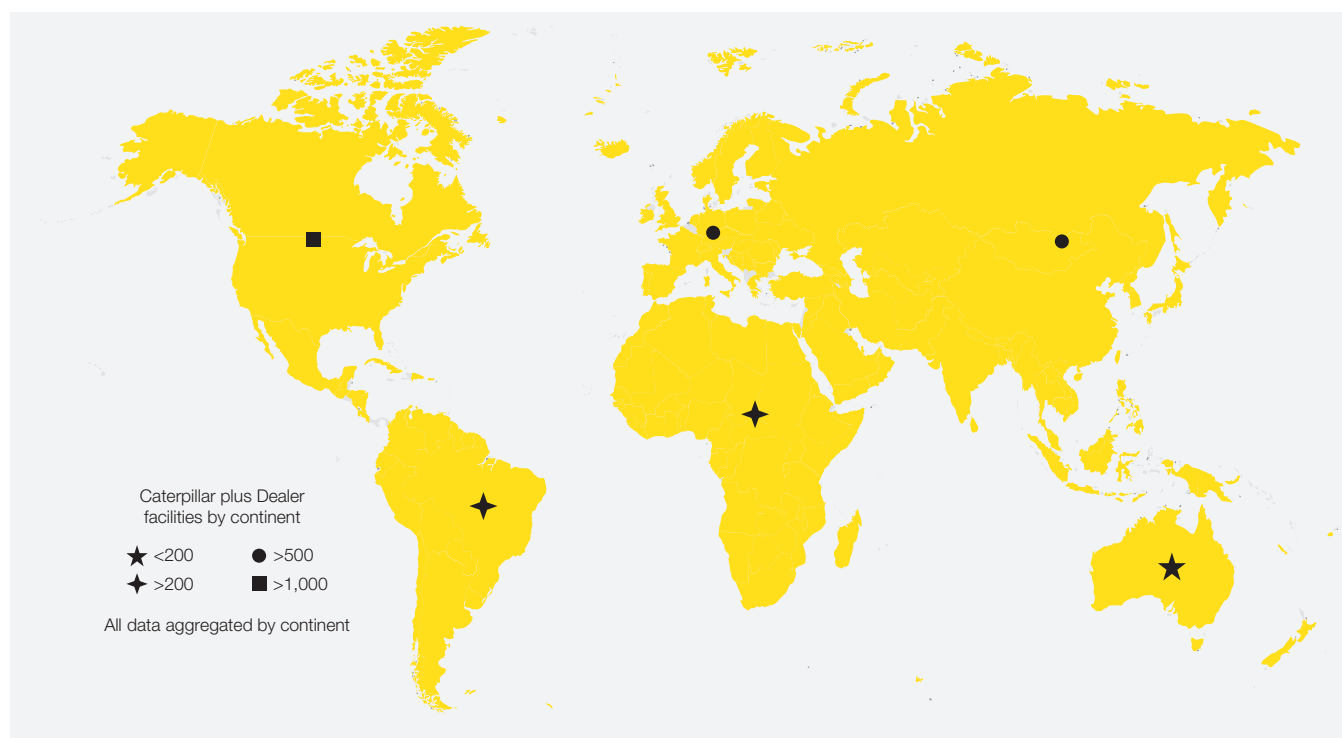 Caterpillar plus Dealer
facilities by continent
<200
>500
>200
>1,000
All data aggregated by continent